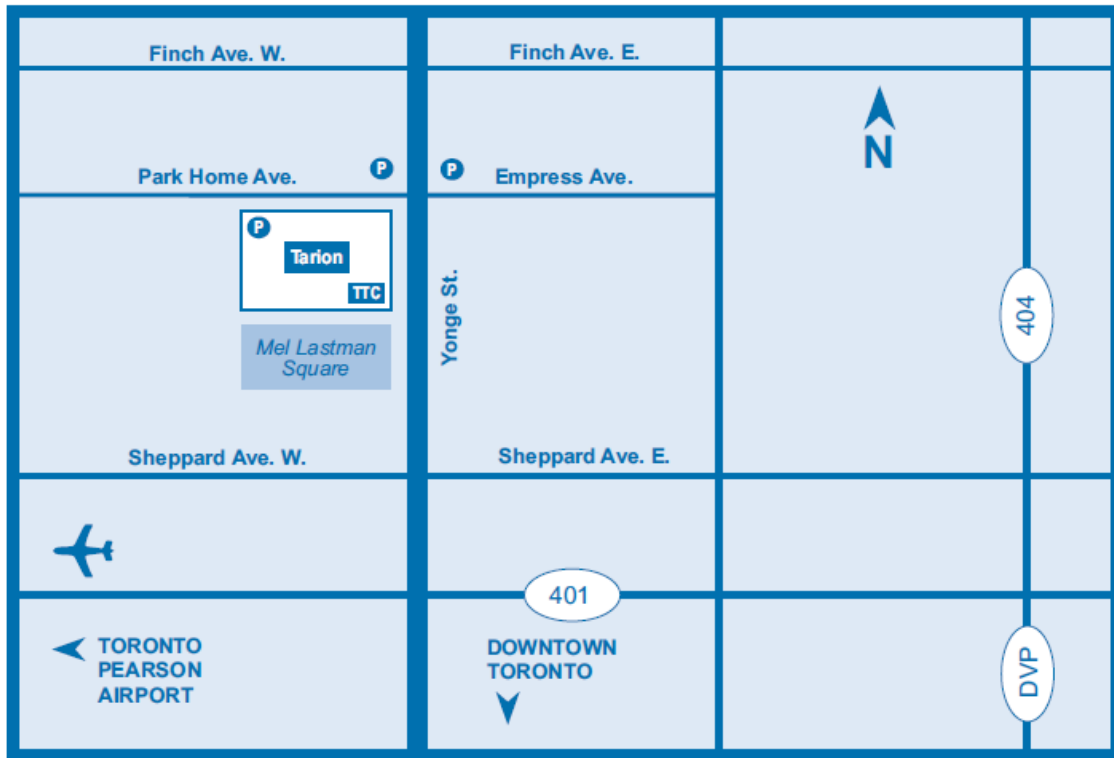 Finch Ave. W.
Finch Ave. E.
N
Park Home Ave.
P
P
Empress Ave.
P
Tarion
TTC
Yonge St.
404
Mel Lastman
Square
Sheppard Ave. W.
Sheppard Ave. E.
401
TORONTO
PEARSON
AIRPORT
DOWNTOWN
TORONTO
DVP